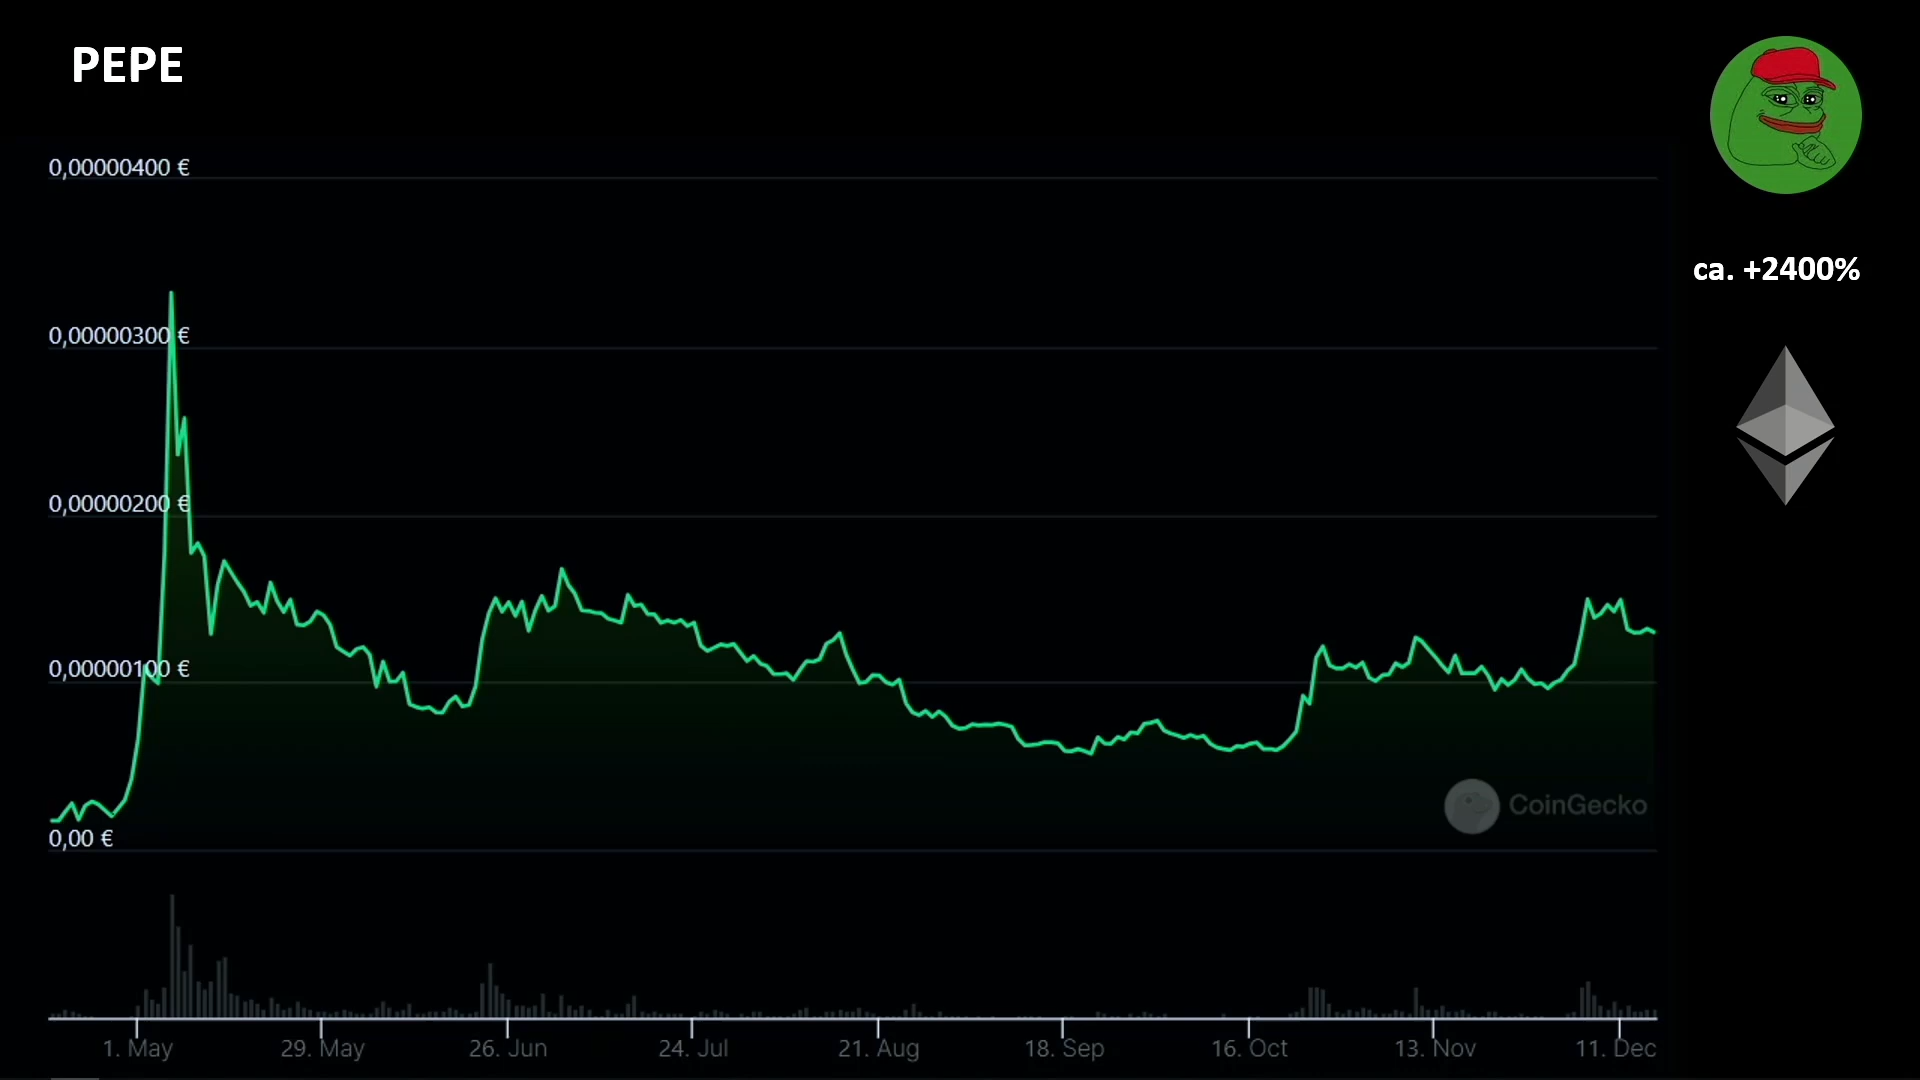 PEPE
0,00000400 €
ca. +2400%
0,00000300 €
0,00000200 €
0,00000100 €
CoinGecko
0,00 €
1. May 29. May 26. Jun 24. Jul 21. Aug 18. Sep 16. Oct 13. Nov 11. Dec